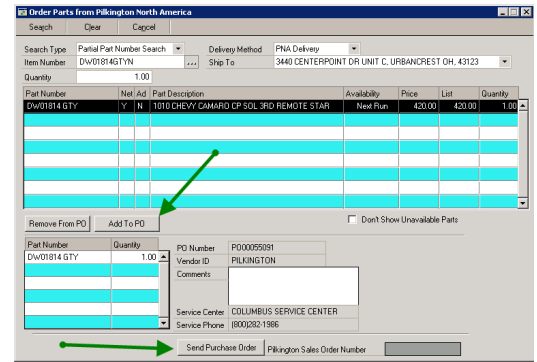 Order Parts from Pilkington North America
Search Clear Cancel
Search Type Partial Part Number Search Delivery Method PNA Delivery
Item Number DW01814GTYN ... Ship To 3440 CENTERPOINT DR UNIT C, URBANCREST OH, 43123
Quantity 1.00
Part Number Net Ad Part Description Availability Price List Quantity
DW01814 GTY Y N 1010 CHEVY CAMARO CP SOL 3RD REMOTE STAR Next Run 420.00 420.00 1.00
Remove From PO Add To PO Don't Show Unavailable Parts
Part Number Quantity
DW01814 GTY 1.00
PO Number PO00055091
Vendor ID PILKINGTON
Comments
Service Center COLUMBUS SERVICE CENTER
Service Phone (800)282-1986
Send Purchase Order Pilkington Sales Order Number